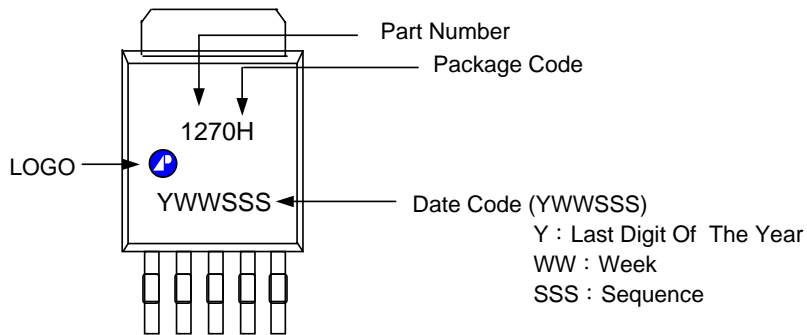 Part Number
Package Code
1270H
LOGO
YWWSSS
Date Code (YWWSSS)
Y：Last Digit Of The Year
WW：Week
SSS：Sequence